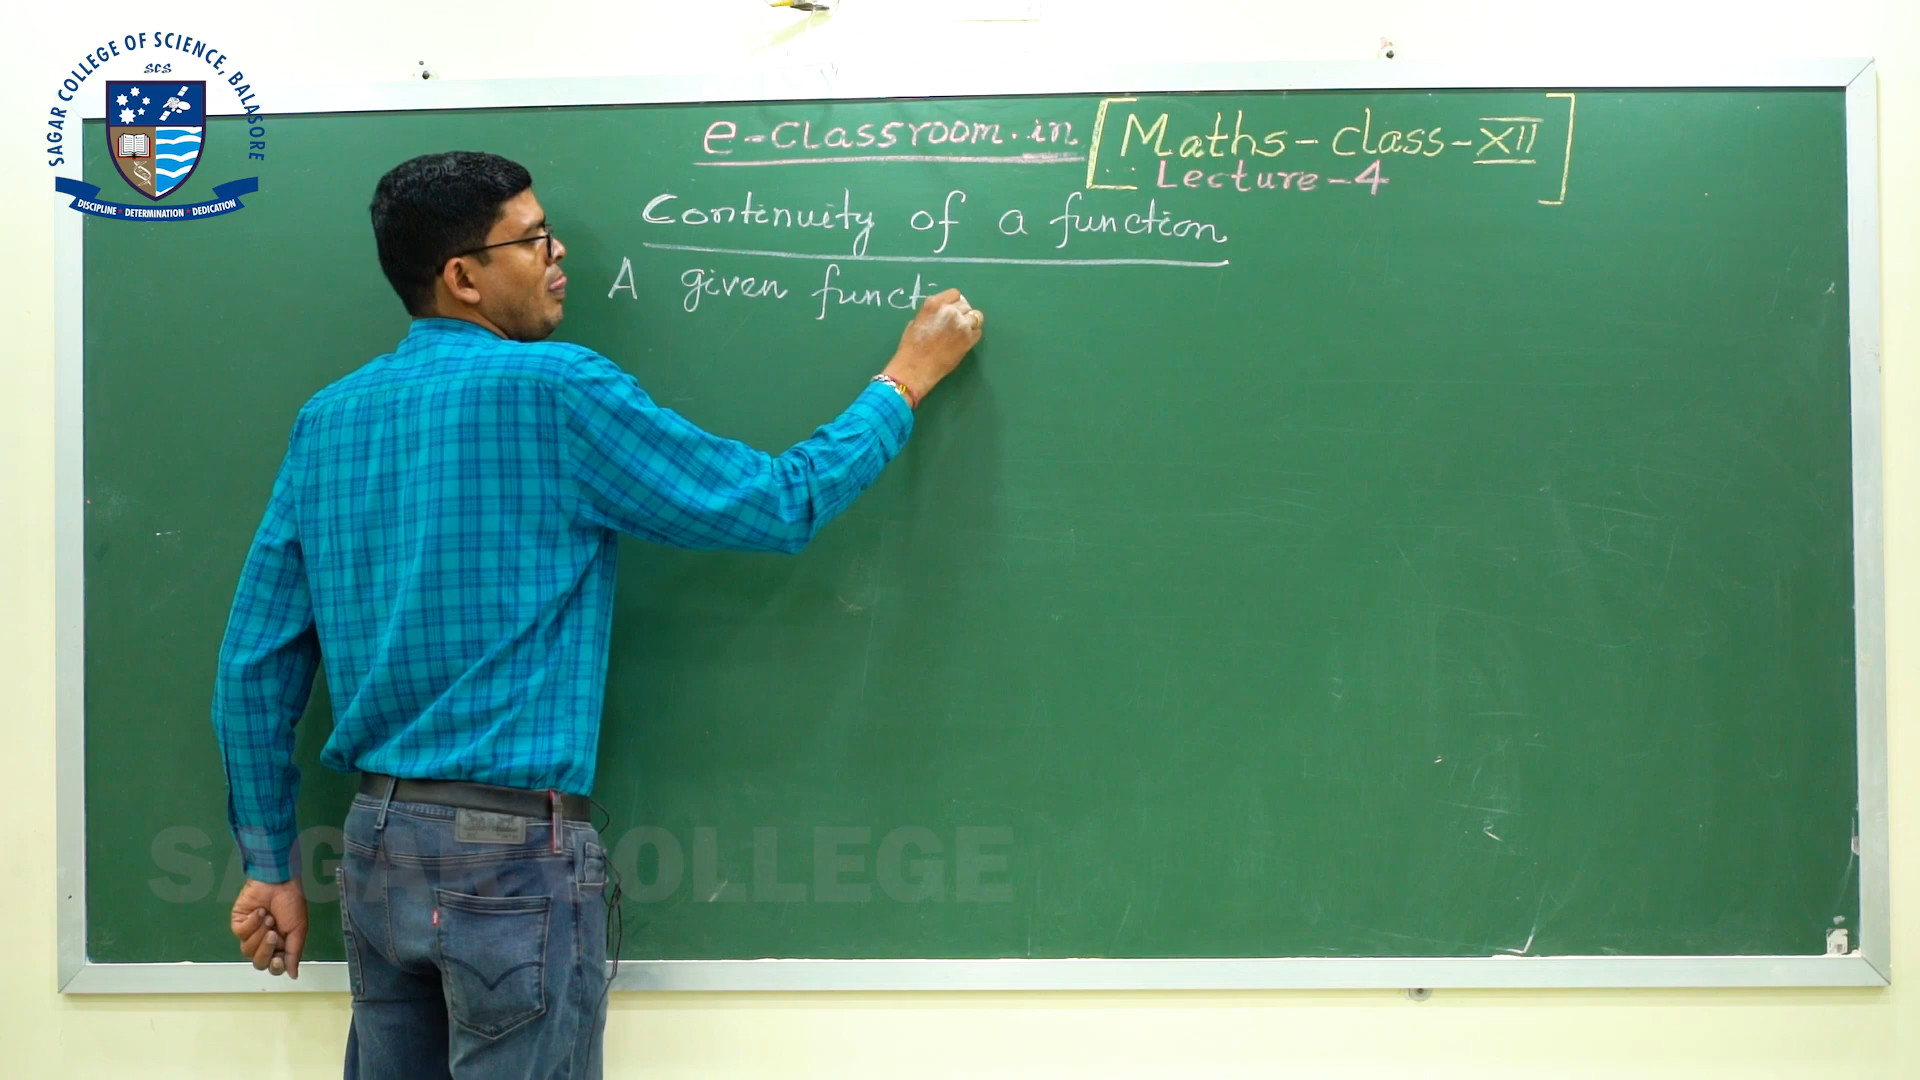 SAGAR COLLEGE OF SCIENCE, BALASORE
SCS
DISCIPLINE • DETERMINATION • DEDICATION
e-classroom.in [Maths-class-XII]
Lecture-4
Continuity of a function
A given functi
SAGAR COLLEGE